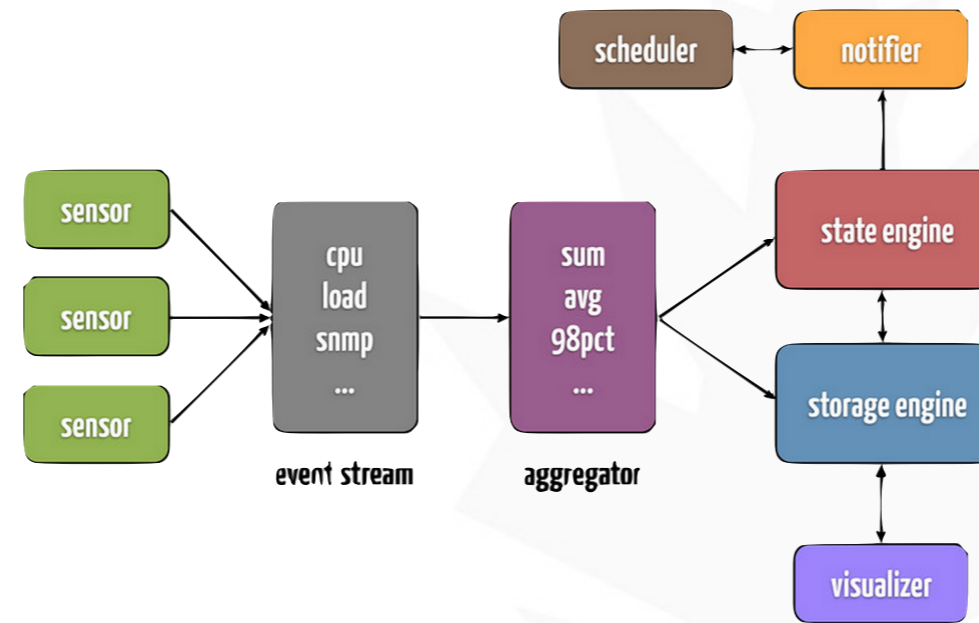 scheduler
notifier
sensor
sensor
sensor
cpu
load
snmp
...
event stream
sum
avg
98pct
...
aggregator
state engine
storage engine
visualizer